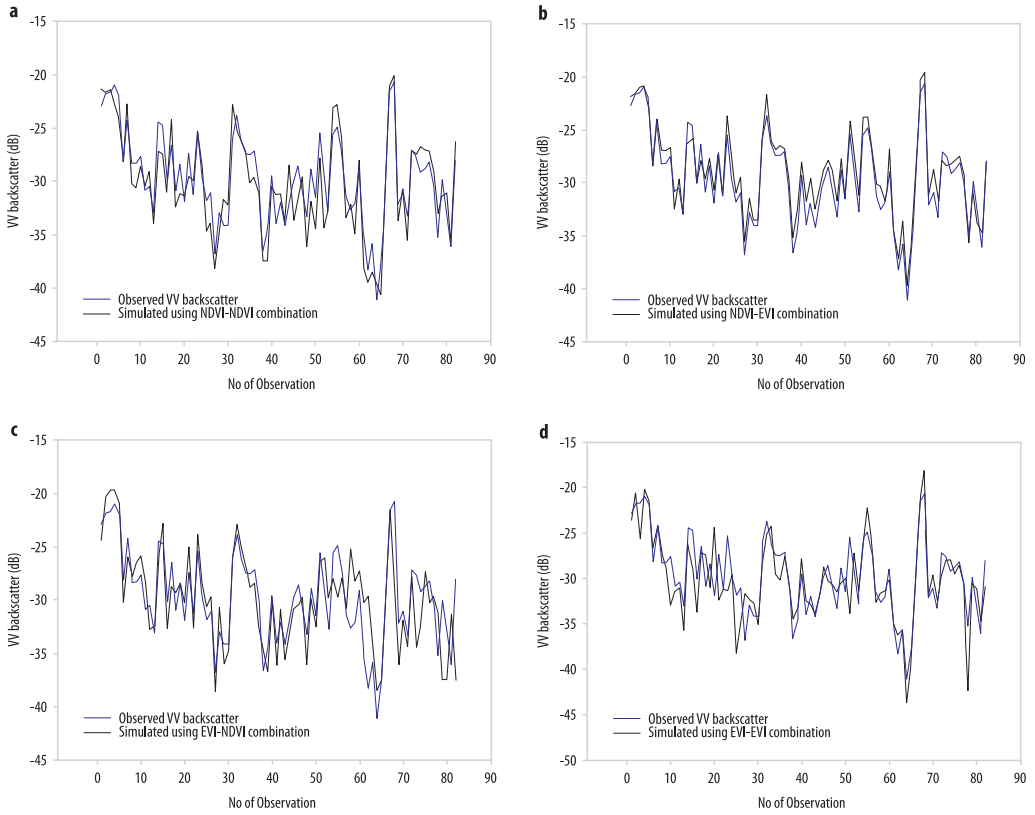 a
−15
−20
−25
−30
−35
−40
−45
VV backscatter (dB)
Observed VV backscatter
Simulated using NDVI–NDVI combination
0 10 20 30 40 50 60 70 80 90
No of Observation
b
−15
−20
−25
−30
−35
−40
−45
VV backscatter (dB)
Observed VV backscatter
Simulated using NDVI–EVI combination
0 10 20 30 40 50 60 70 80 90
No of Observation
c
−15
−20
−25
−30
−35
−40
−45
VV backscatter (dB)
Observed VV backscatter
Simulated using EVI–NDVI combination
0 10 20 30 40 50 60 70 80 90
No of Observation
d
−15
−20
−25
−30
−35
−40
−45
−50
VV backscatter (dB)
Observed VV backscatter
Simulated using EVI–EVI combination
0 10 20 30 40 50 60 70 80 90
No of Observation